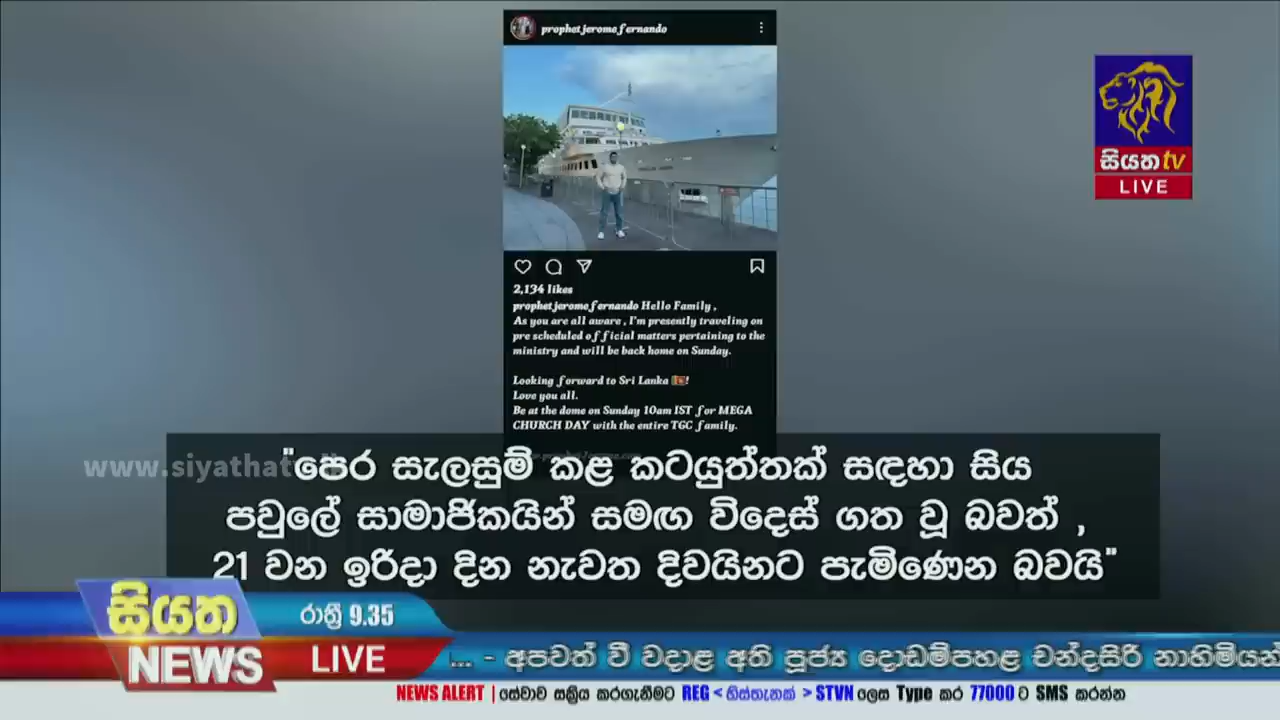 prophetjeromefernando
සියත tv
LIVE
2,134 likes
prophetjeromefernando Hello Family ,
As you are all aware , I'm presently traveling on
pre scheduled official matters pertaining to the
ministry and will be back home on Sunday.
Looking forward to Sri Lanka 🇱🇰!
Love you all.
Be at the dome on Sunday 10am IST for MEGA
CHURCH DAY with the entire TGC family.
www.siyathat
"පෙර සැලසුම් කළ කටයුත්තක් සඳහා සිය
පවුලේ සාමාජිකයින් සමඟ විදෙස් ගත වූ බවත් ,
21 වන ඉරිදා දින නැවත දිවයිනට පැමිණෙන බවයි"
සියත
NEWS
රාත්‍රී 9.35
LIVE
... - අපවත් වී වදාළ අති පූජ්‍ය දොඩම්පහළ චන්දසිරි නාහිමියන්
NEWS ALERT | සේවාව සක්‍රිය කරගැනීමට REG < හිස්තැනක් > STVN ලෙස Type කර 77000 ට SMS කරන්න